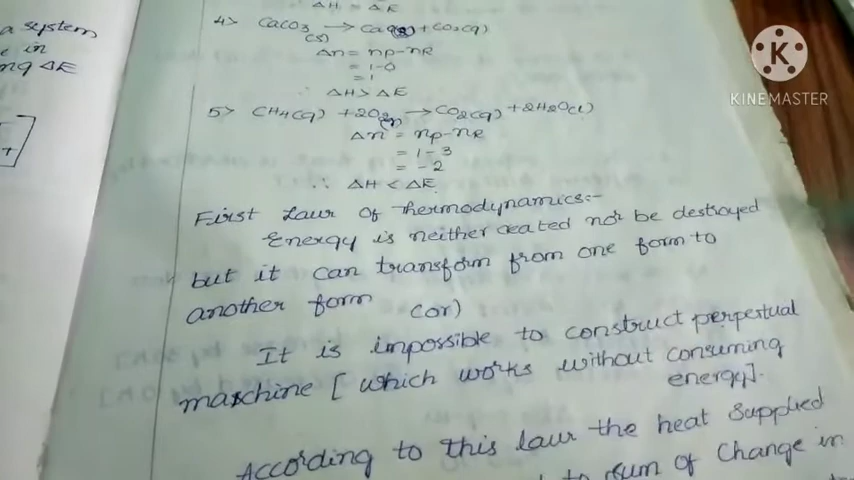 a system
e in
ng ΔE
+
ΔH = ΔE
4> CaCO3 (s) → CaO(s) + CO2(g)
Δn = np - nR
= 1-0
= 1
∴ ΔH > ΔE
5> CH4(g) + 2O2(g) → CO2(g) + 2H2O(l)
Δn = np - nR
= 1-3
= -2
∴ ΔH < ΔE
First Law Of Thermodynamics:-
Energy is neither ceated nor be destroyed
but it can transform from one form to
another form (or)
It is impossible to construct perpestual
maschine [ which works without consuming
energy].
According to this law the heat supplied
to sum of Change in
KINEMASTER